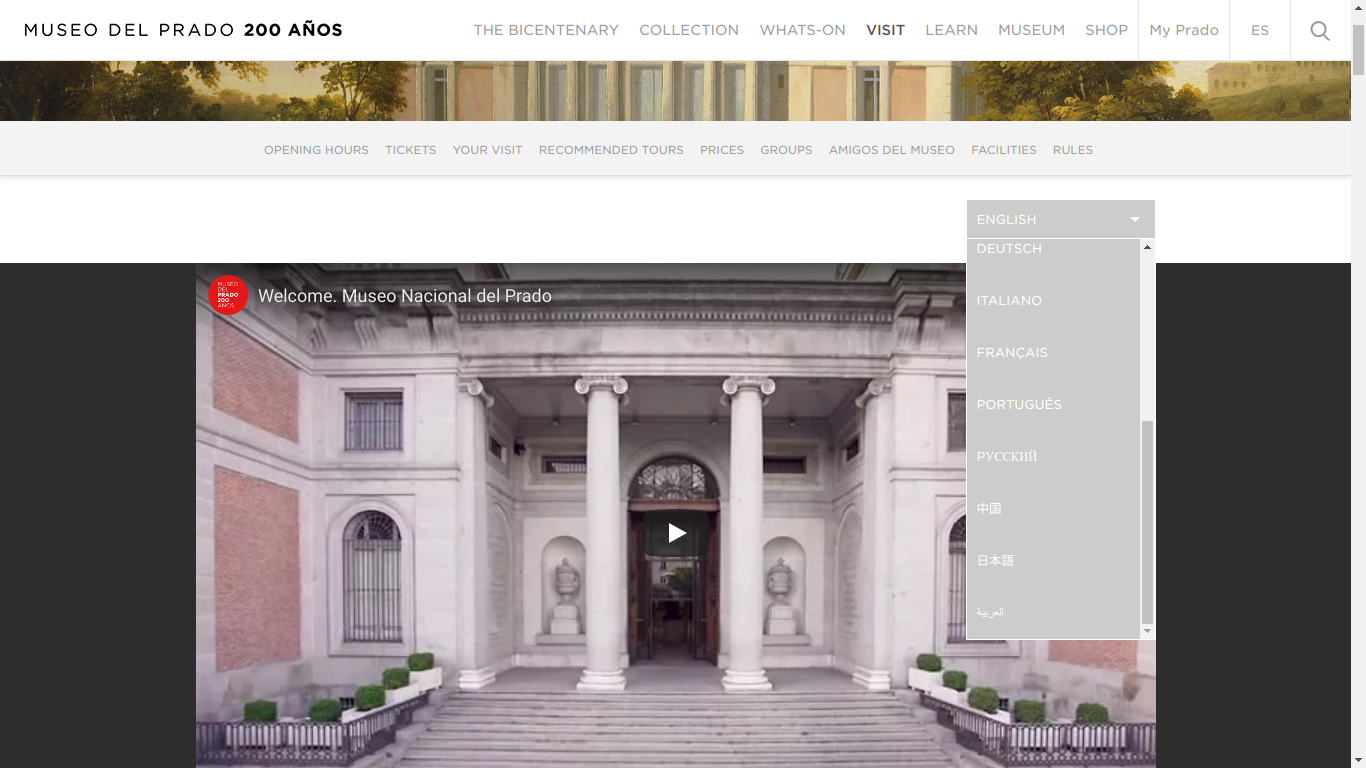 MUSEO DEL PRADO 200 AÑOS
THE BICENTENARY COLLECTION WHATS-ON VISIT LEARN MUSEUM SHOP My Prado ES
OPENING HOURS TICKETS YOUR VISIT RECOMMENDED TOURS PRICES GROUPS AMIGOS DEL MUSEO FACILITIES RULES
ENGLISH
DEUTSCH
ITALIANO
FRANÇAIS
PORTUGUÊS
РУССКИЙ
中国
日本語
العربية
MUSEO
DEL
PRADO
200
AÑOS
Welcome. Museo Nacional del Prado